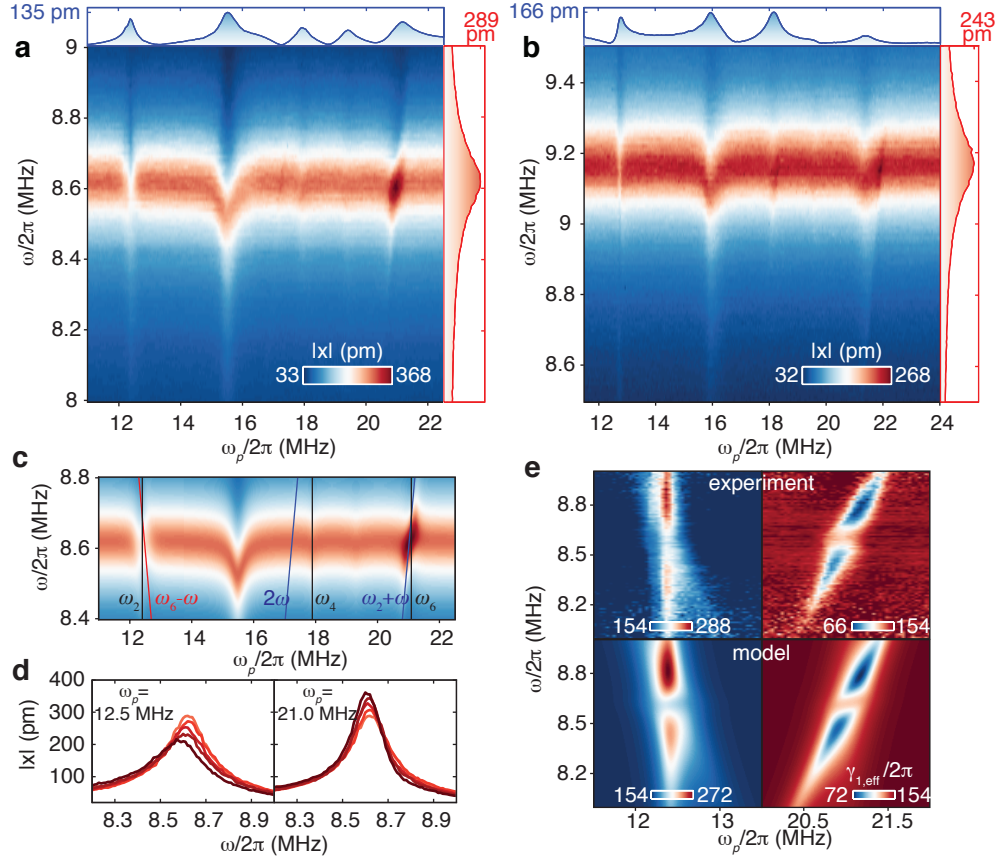 135 pm
289 pm
a
9
8.8
8.6
8.4
8.2
8
ω/2π (MHz)
|x| (pm)
33 368
12 14 16 18 20 22
ωₚ/2π (MHz)
166 pm
243 pm
b
9.4
9.2
9
8.8
8.6
ω/2π (MHz)
|x| (pm)
32 268
12 14 16 18 20 22 24
ωₚ/2π (MHz)
c
8.8
8.6
8.4
ω/2π (MHz)
ω₂ ω₆-ω 2ω ω₄ ω₂+ω ω₆
12 14 16 18 20 22
ωₚ/2π (MHz)
d
400
300
200
100
|x| (pm)
ωₚ=
12.5 MHz
ωₚ=
21.0 MHz
8.3 8.5 8.7 8.9 8.3 8.5 8.7 8.9
ω/2π (MHz)
e
experiment
8.8
8.5
8.2
154 288 66 154
ω/2π (MHz)
model
8.8
8.5
8.2
γ₁,eff/2π
154 272 72 154
12 13 20.5 21.5
ωₚ/2π (MHz)